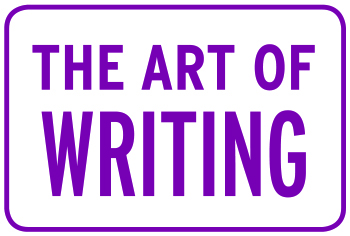 THE ART OF
WRITING